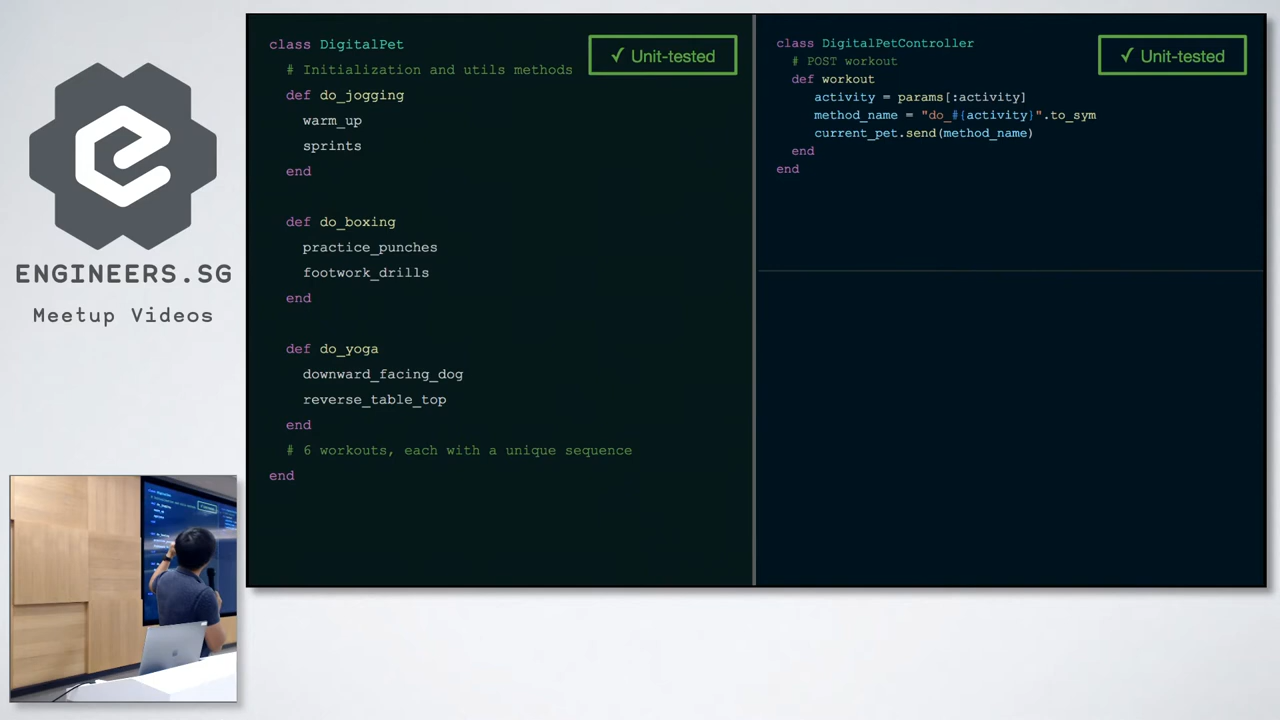 ENGINEERS.SG
Meetup Videos
class DigitalPet
✓ Unit-tested
# Initialization and utils methods
def do_jogging
warm_up
sprints
end
def do_boxing
practice_punches
footwork_drills
end
def do_yoga
downward_facing_dog
reverse_table_top
end
# 6 workouts, each with a unique sequence
end
class DigitalPetController
✓ Unit-tested
# POST workout
def workout
activity = params[:activity]
method_name = "do_#{activity}".to_sym
current_pet.send(method_name)
end
end